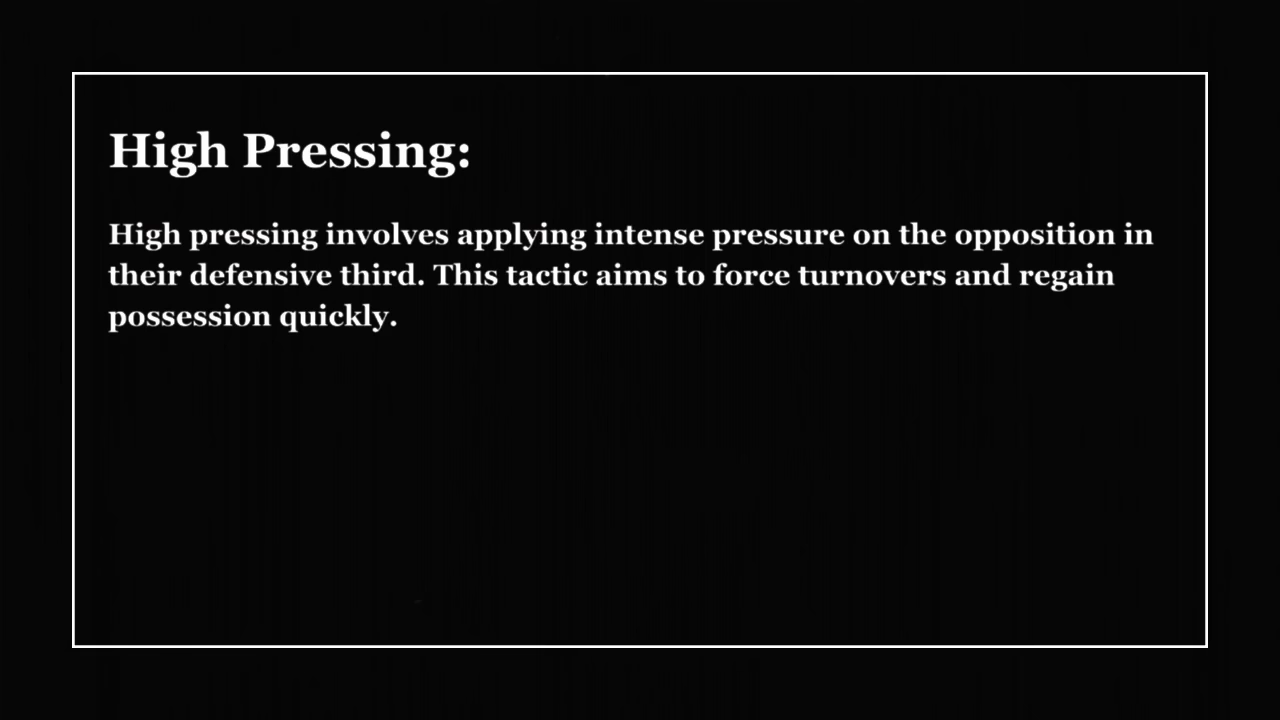 High Pressing:
High pressing involves applying intense pressure on the opposition in
their defensive third. This tactic aims to force turnovers and regain
possession quickly.